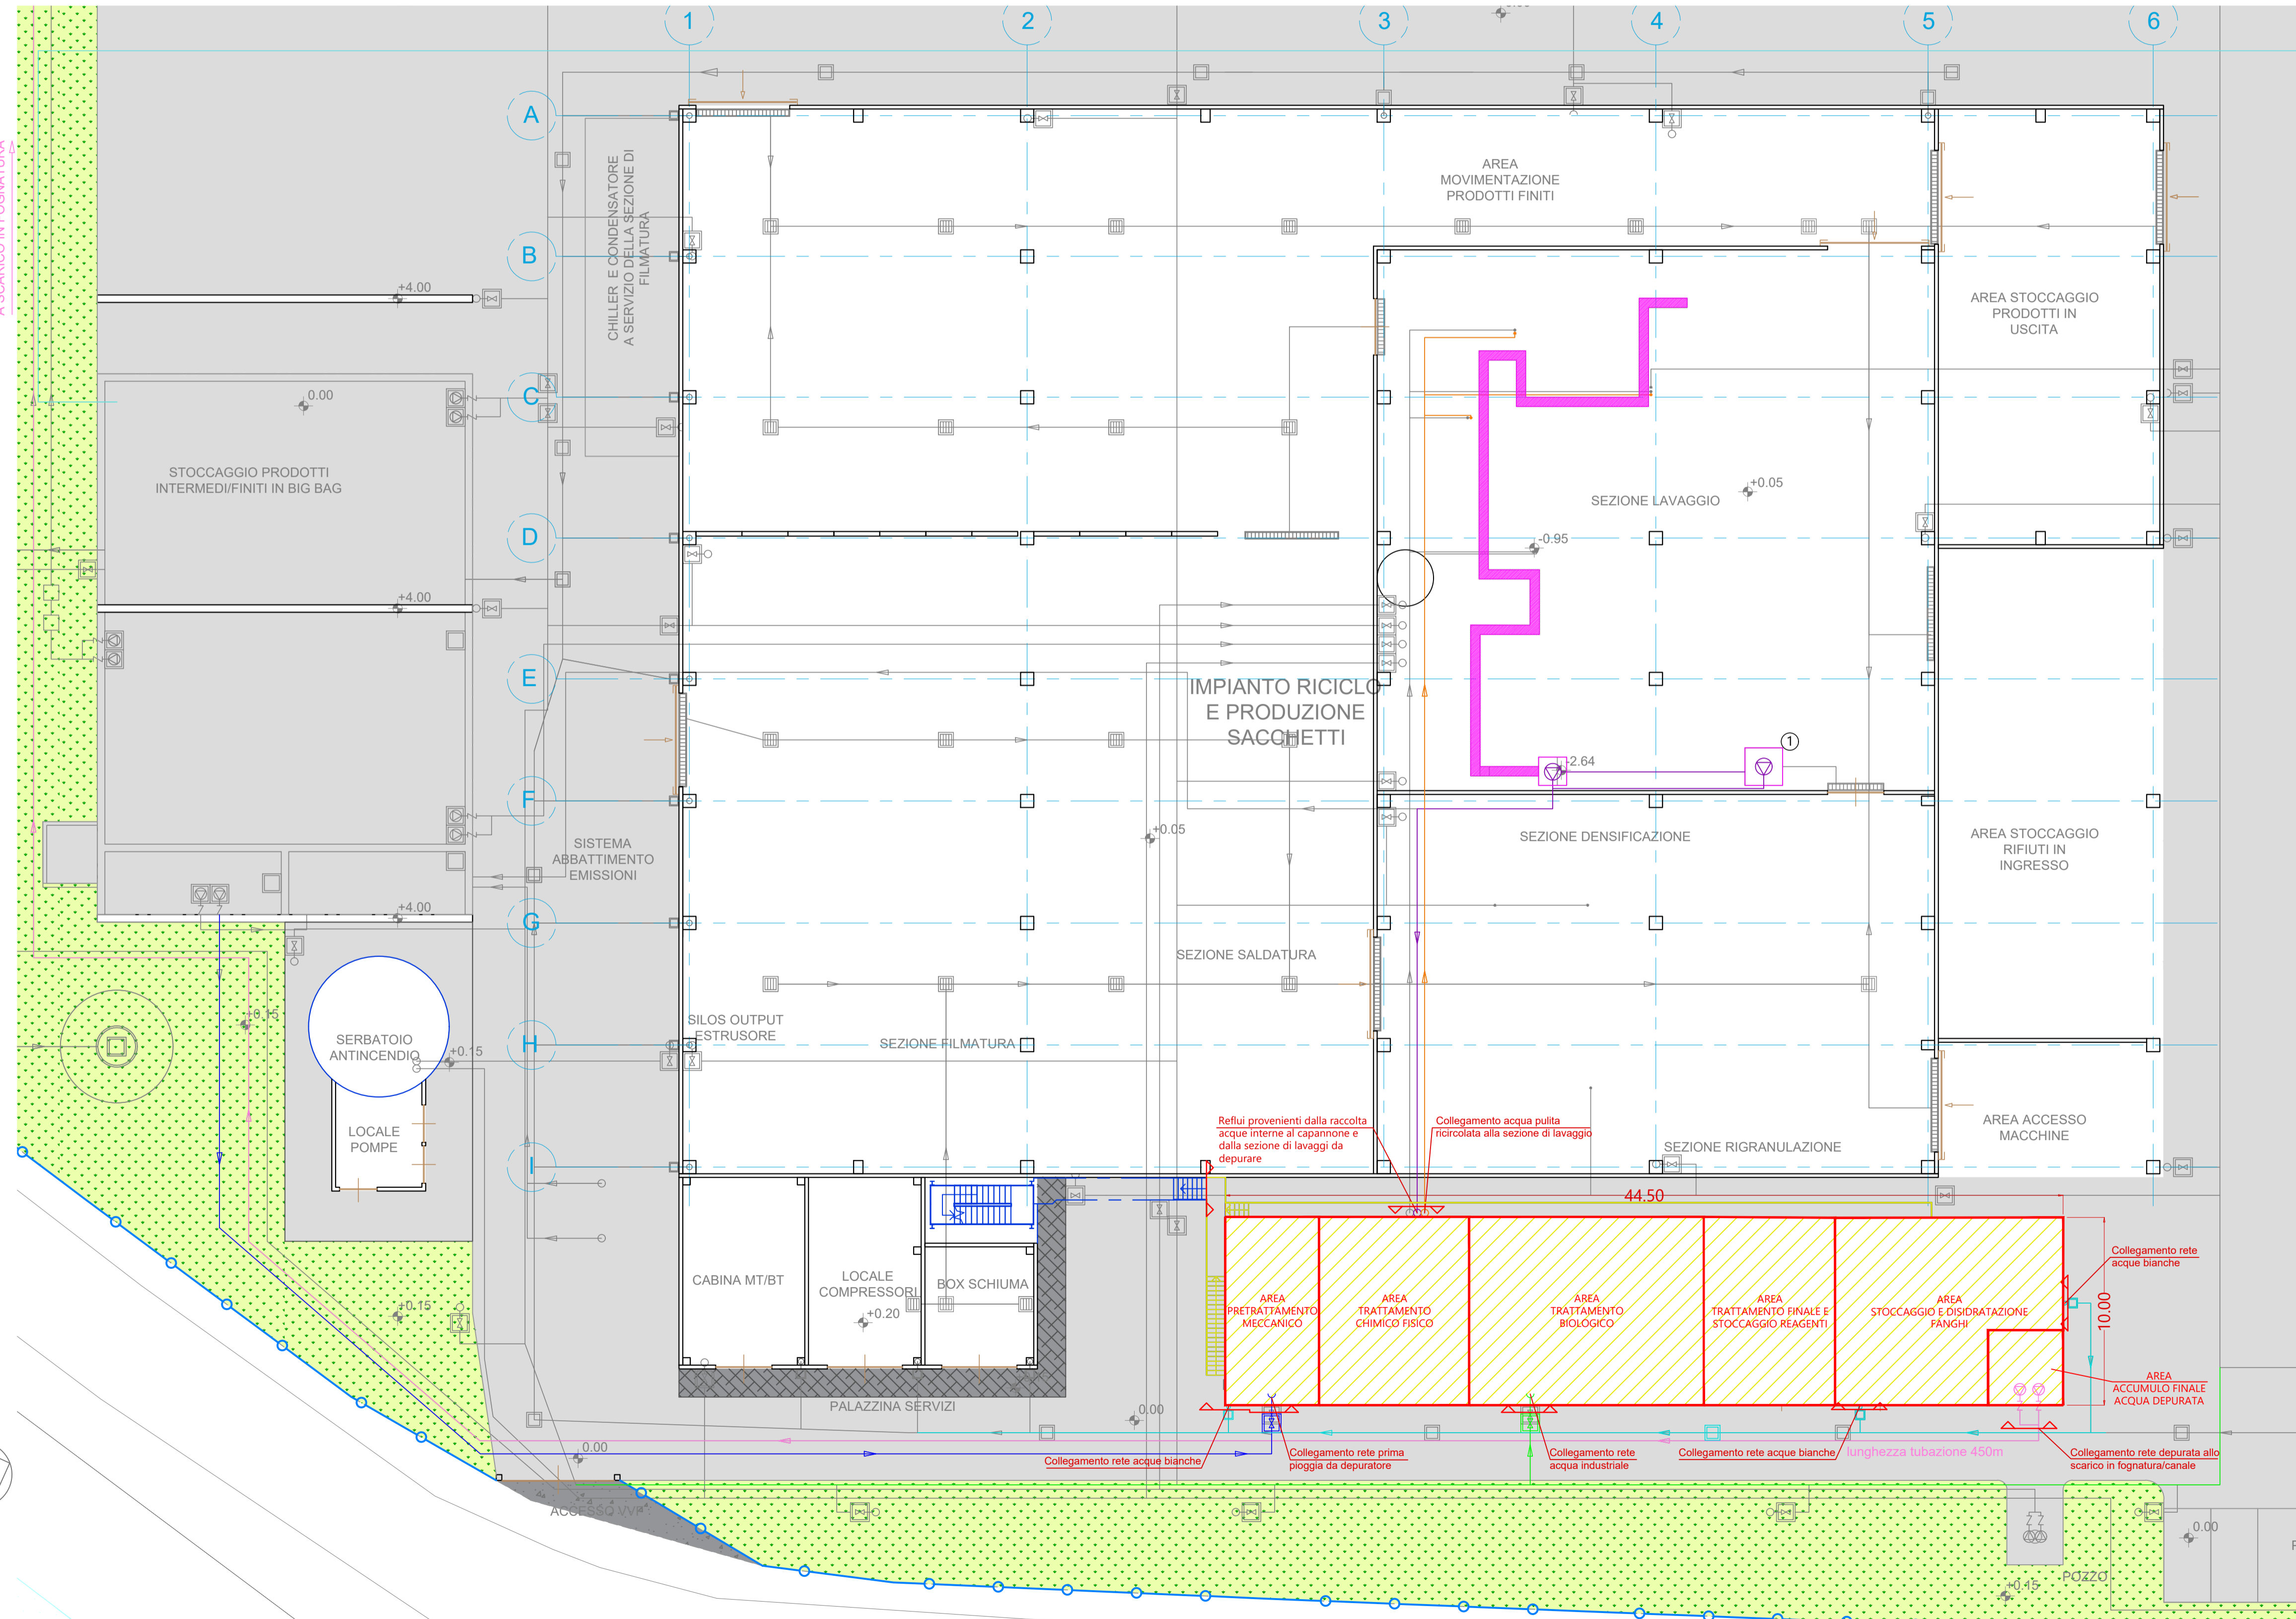 1
2
3
4
5
6
A
B
C
D
E
F
G
H
I
A SCARICO IN FOGNATURA
CHILLER E CONDENSATORE
A SERVIZIO DELLA SEZIONE DI
FILMATURA
AREA
MOVIMENTAZIONE
PRODOTTI FINITI
+4.00
0.00
AREA STOCCAGGIO
PRODOTTI IN
USCITA
STOCCAGGIO PRODOTTI
INTERMEDI/FINITI IN BIG BAG
SEZIONE LAVAGGIO
+0.05
-0.95
+4.00
IMPIANTO RICICLO
E PRODUZIONE
SACCHETTI
1
-2.64
+0.05
SEZIONE DENSIFICAZIONE
AREA STOCCAGGIO
RIFIUTI IN
INGRESSO
SISTEMA
ABBATTIMENTO
EMISSIONI
+4.00
SEZIONE SALDATURA
+0.15
SERBATOIO
ANTINCENDIO
+0.15
SILOS OUTPUT
ESTRUSORE
SEZIONE FILMATURA
LOCALE
POMPE
Reflui provenienti dalla raccolta
acque interne al capannone e
dalla sezione di lavaggi da
depurare
Collegamento acqua pulita
ricircolata alla sezione di lavaggio
SEZIONE RIGRANULAZIONE
AREA ACCESSO
MACCHINE
44.50
10.00
CABINA MT/BT
LOCALE
COMPRESSORI
+0.20
BOX SCHIUMA
+0.15
AREA
PRETRATTAMENTO
MECCANICO
AREA
TRATTAMENTO
CHIMICO FISICO
AREA
TRATTAMENTO
BIOLOGICO
AREA
TRATTAMENTO FINALE E
STOCCAGGIO REAGENTI
AREA
STOCCAGGIO E DISIDRATAZIONE
FANGHI
Collegamento rete
acque bianche
AREA
ACCUMULO FINALE
ACQUA DEPURATA
PALAZZINA SERVIZI
0.00
0.00
Collegamento rete acque bianche
Collegamento rete prima
pioggia da depuratore
Collegamento rete
acqua industriale
Collegamento rete acque bianche
lunghezza tubazione 450m
Collegamento rete depurata allo
scarico in fognatura/canale
ACCESSO VVF
0.00
POZZO
+0.15